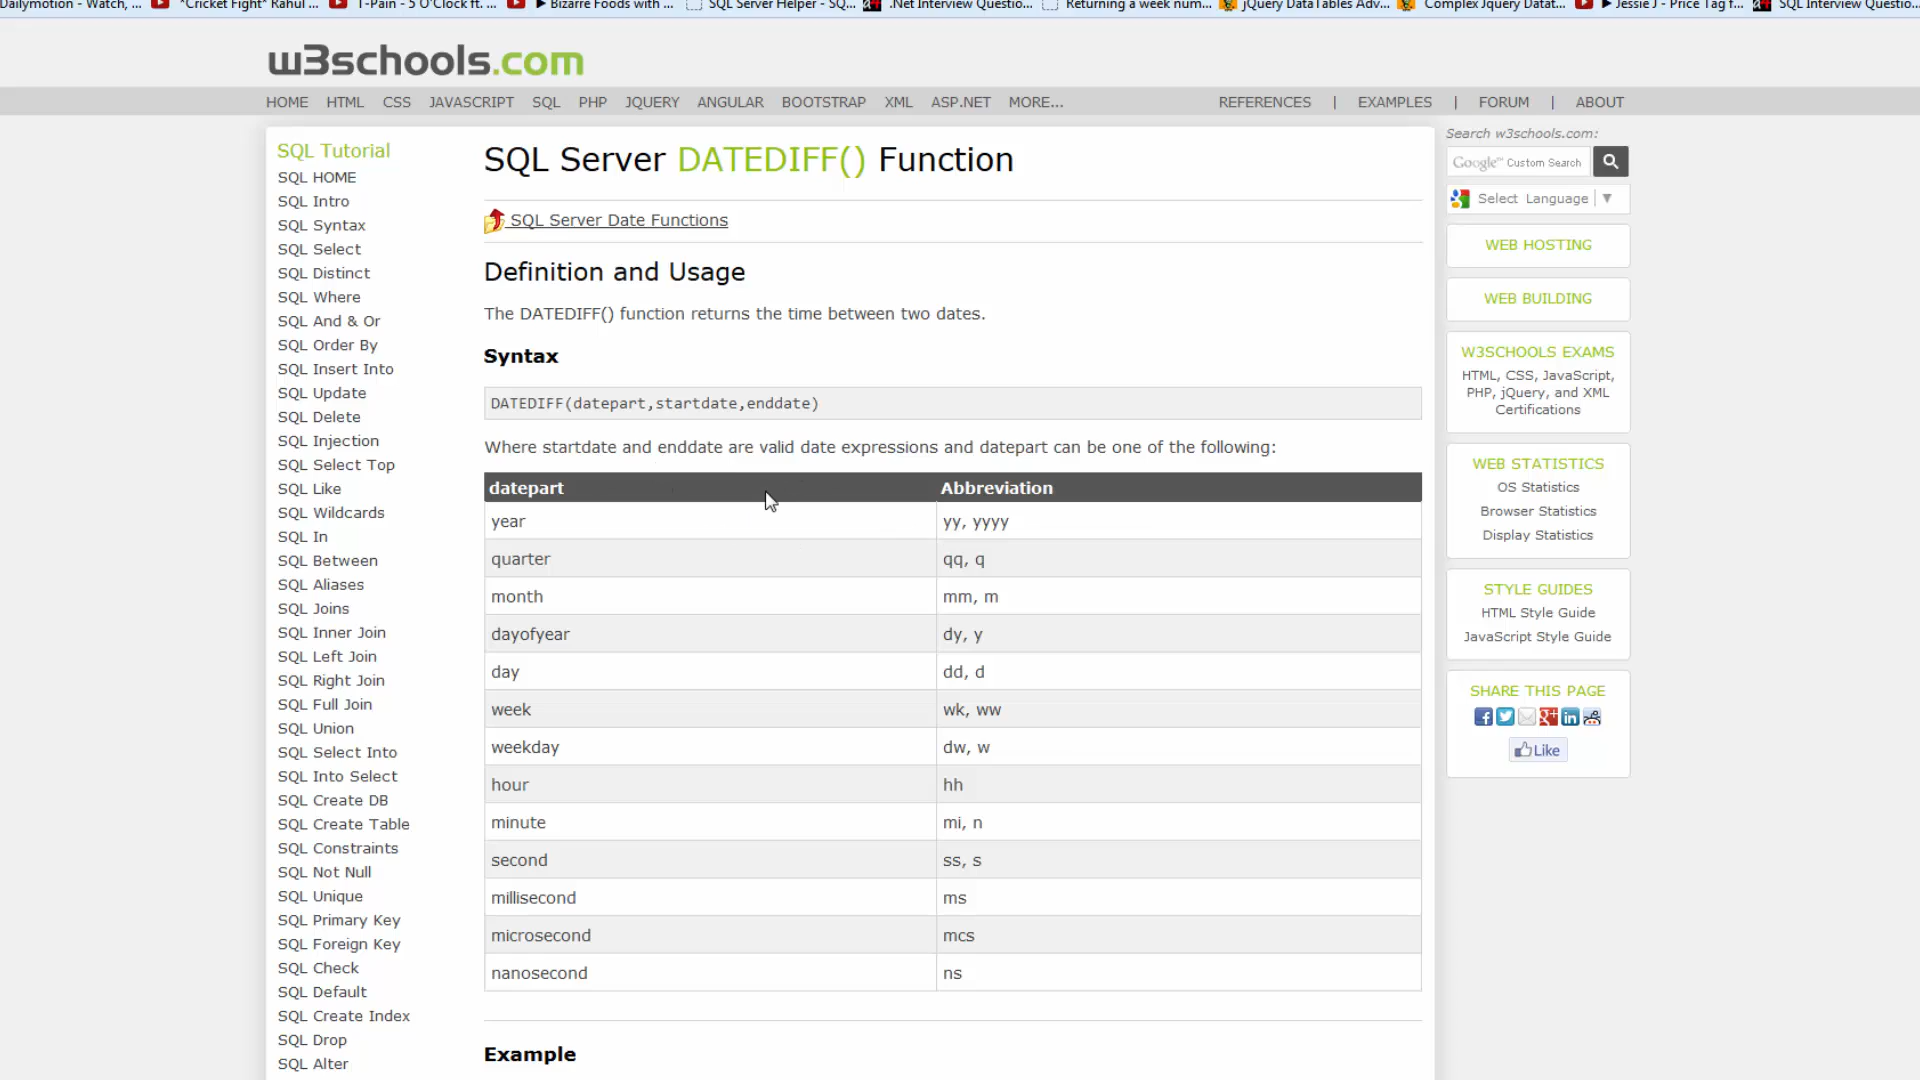 Dailymotion - Watch, ... *Cricket Fight* Rahul ... T-Pain - 5 O'Clock ft. ... Bizarre Foods with ... SQL Server Helper - SQ... .Net Interview Questio... Returning a week num... jQuery DataTables Adv... Complex Jquery Datat... Jessie J - Price Tag f... SQL Interview Questio...
w3schools.com
HOME HTML CSS JAVASCRIPT SQL PHP JQUERY ANGULAR BOOTSTRAP XML ASP.NET MORE... REFERENCES | EXAMPLES | FORUM | ABOUT
SQL Tutorial
SQL HOME
SQL Intro
SQL Syntax
SQL Select
SQL Distinct
SQL Where
SQL And & Or
SQL Order By
SQL Insert Into
SQL Update
SQL Delete
SQL Injection
SQL Select Top
SQL Like
SQL Wildcards
SQL In
SQL Between
SQL Aliases
SQL Joins
SQL Inner Join
SQL Left Join
SQL Right Join
SQL Full Join
SQL Union
SQL Select Into
SQL Into Select
SQL Create DB
SQL Create Table
SQL Constraints
SQL Not Null
SQL Unique
SQL Primary Key
SQL Foreign Key
SQL Check
SQL Default
SQL Create Index
SQL Drop
SQL Alter
SQL Server DATEDIFF() Function
SQL Server Date Functions
Definition and Usage
The DATEDIFF() function returns the time between two dates.
Syntax
DATEDIFF(datepart,startdate,enddate)
Where startdate and enddate are valid date expressions and datepart can be one of the following:
datepart Abbreviation
year yy, yyyy
quarter qq, q
month mm, m
dayofyear dy, y
day dd, d
week wk, ww
weekday dw, w
hour hh
minute mi, n
second ss, s
millisecond ms
microsecond mcs
nanosecond ns
Example
Search w3schools.com:
Google™ Custom Search
Select Language
WEB HOSTING
WEB BUILDING
W3SCHOOLS EXAMS
HTML, CSS, JavaScript,
PHP, jQuery, and XML
Certifications
WEB STATISTICS
OS Statistics
Browser Statistics
Display Statistics
STYLE GUIDES
HTML Style Guide
JavaScript Style Guide
SHARE THIS PAGE
Like